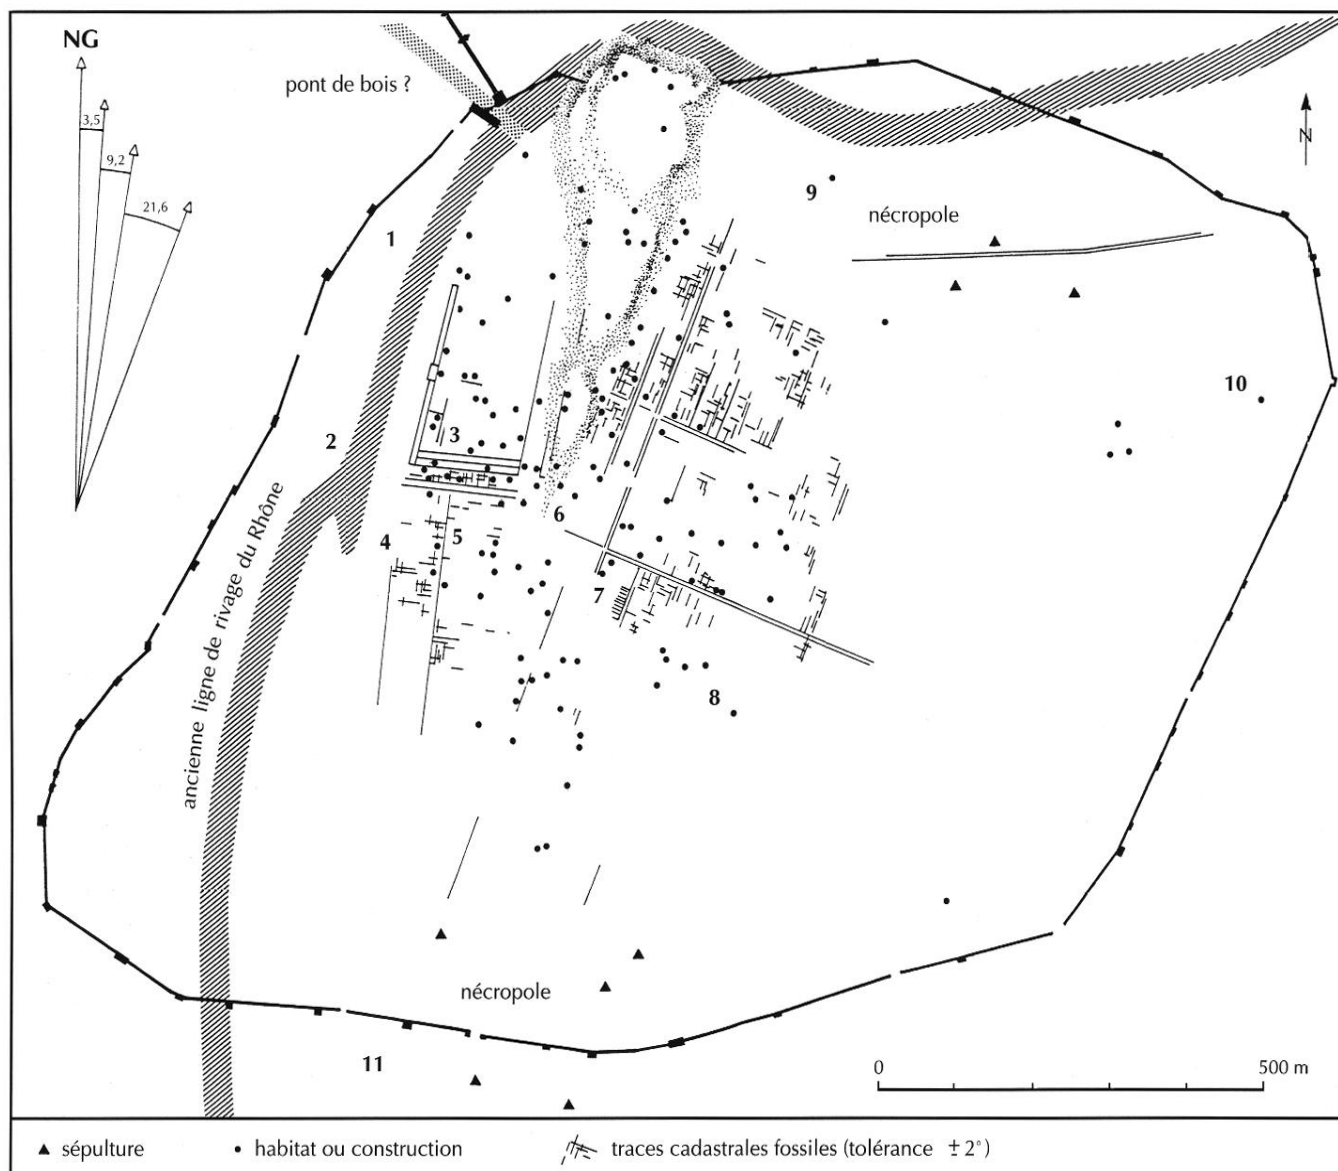 NG
pont de bois ?
3,5
9,2
21,6
N
1
9
nécropole
10
2
3
4
5
6
7
8
ancienne ligne de rivage du Rhône
nécropole
11
0 500 m
sépulture
habitat ou construction
traces cadastrales fossiles (tolérance ± 2°)